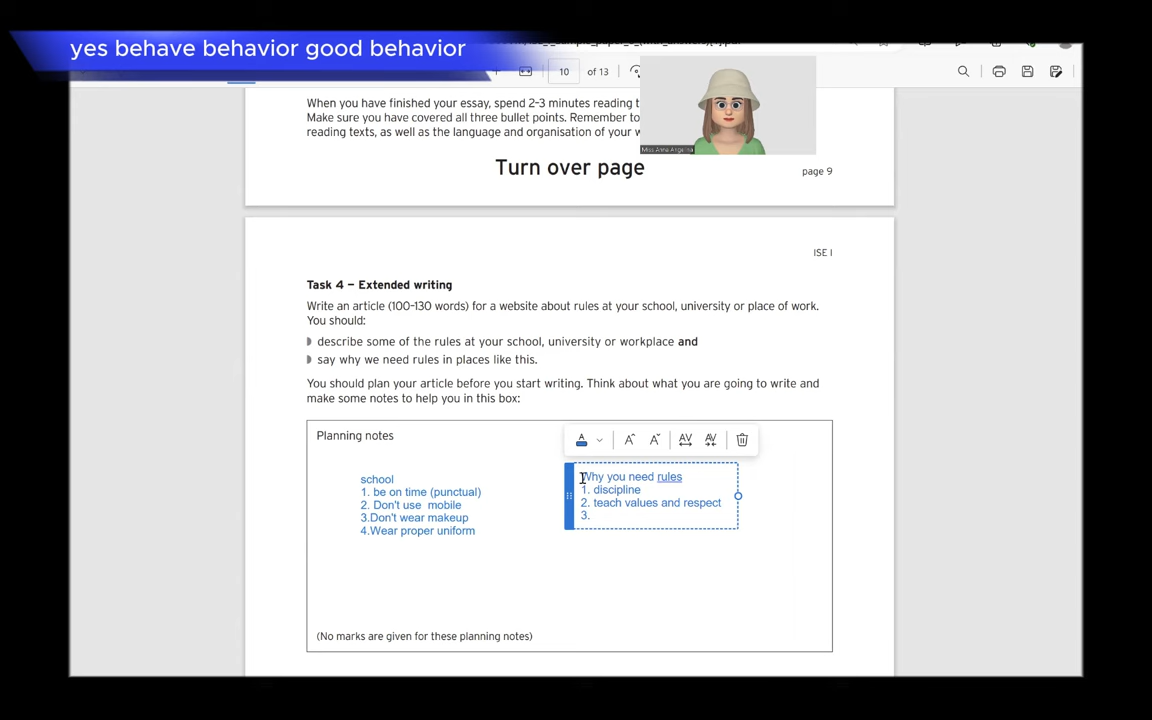 yes behave behavior good behavior
10 of 13
When you have finished your essay, spend 2–3 minutes reading
Make sure you have covered all three bullet points. Remember to
reading texts, as well as the language and organisation of your
Miss Anne Angelina
Turn over page
page 9
ISE I
Task 4 – Extended writing
Write an article (100–130 words) for a website about rules at your school, university or place of work.
You should:
describe some of the rules at your school, university or workplace and
say why we need rules in places like this.
You should plan your article before you start writing. Think about what you are going to write and
make some notes to help you in this box:
Planning notes
school
1. be on time (punctual)
2. Don't use mobile
3.Don't wear makeup
4.Wear proper uniform
Why you need rules
1. discipline
2. teach values and respect
3.
(No marks are given for these planning notes)